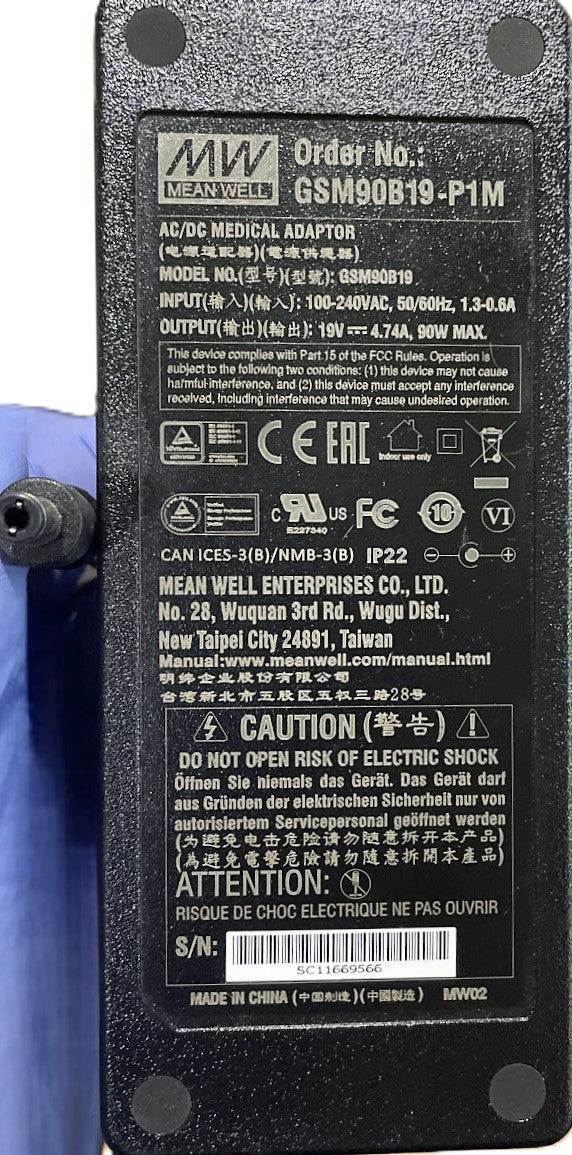 MW
MEAN WELL
Order No.:
GSM90B19-P1M
AC/DC MEDICAL ADAPTOR
(电源适配器)(電源供應器)
MODEL NO.(型号)(型號): GSM90B19
INPUT(输入)(輸入): 100-240VAC, 50/60Hz, 1.3-0.6A
OUTPUT(输出)(輸出): 19V⎓4.74A, 90W MAX.
This device complies with Part 15 of the FCC Rules. Operation is
subject to the following two conditions: (1) this device may not cause
harmful interference, and (2) this device must accept any interference
received, including interference that may cause undesired operation.
CE EAC
Indoor use only
c RU US FC 10 VI
E227340
CAN ICES-3(B)/NMB-3(B) IP22
MEAN WELL ENTERPRISES CO., LTD.
No. 28, Wuquan 3rd Rd., Wugu Dist.,
New Taipei City 24891, Taiwan
Manual:www.meanwell.com/manual.html
明緯企业股份有限公司
台湾新北市五股区五权三路28号
CAUTION (警告)
DO NOT OPEN RISK OF ELECTRIC SHOCK
Öffnen Sie niemals das Gerät. Das Gerät darf
aus Gründen der elektrischen Sicherheit nur von
autorisiertem Servicepersonal geöffnet werden
(为避免电击危险请勿随意拆开本产品)
(為避免電擊危險請勿隨意拆開本產品)
ATTENTION:
RISQUE DE CHOC ELECTRIQUE NE PAS OUVRIR
S/N:
SC11669566
MADE IN CHINA (中国制造)(中國製造) MW02